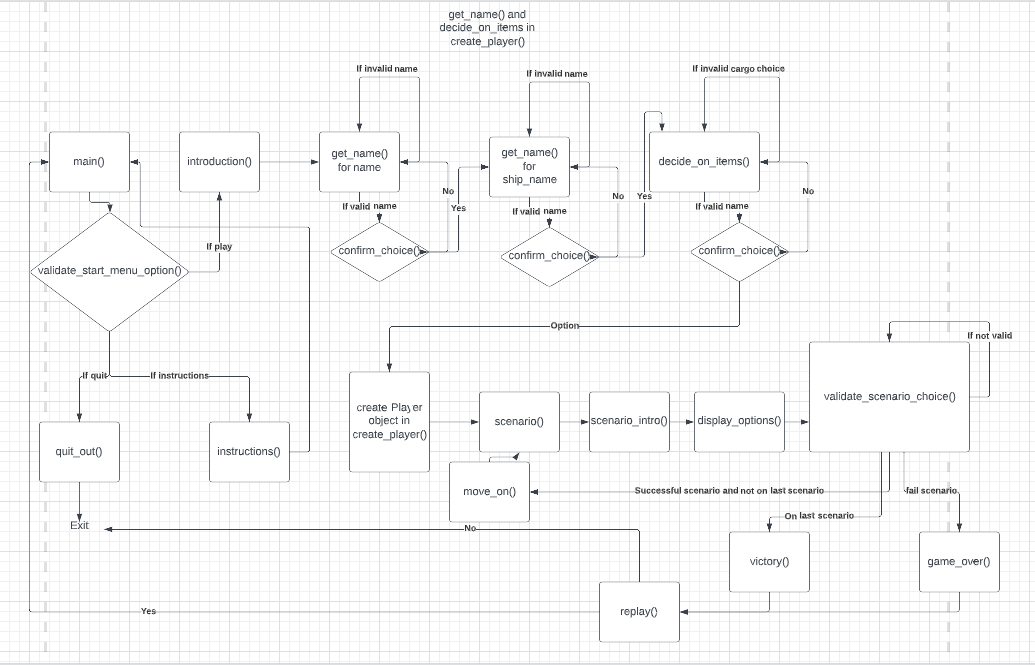 get_name() and
decide_on_items in
create_player()
If invalid name
If invalid name
If invalid cargo choice
main()
introduction()
get_name()
for name
get_name()
for
ship_name
decide_on_items()
No
Yes
No
Yes
No
If valid name
If valid name
If valid name
If play
confirm_choice()
confirm_choice()
confirm_choice()
validate_start_menu_option()
Option
If not valid
If quit
If instructions
create Player
object in
create_player()
scenario()
scenario_intro()
display_options()
validate_scenario_choice()
quit_out()
instructions()
move_on()
Successful scenario and not on last scenario
fail scenario
On last scenario
Exit
No
victory()
game_over()
Yes
replay()